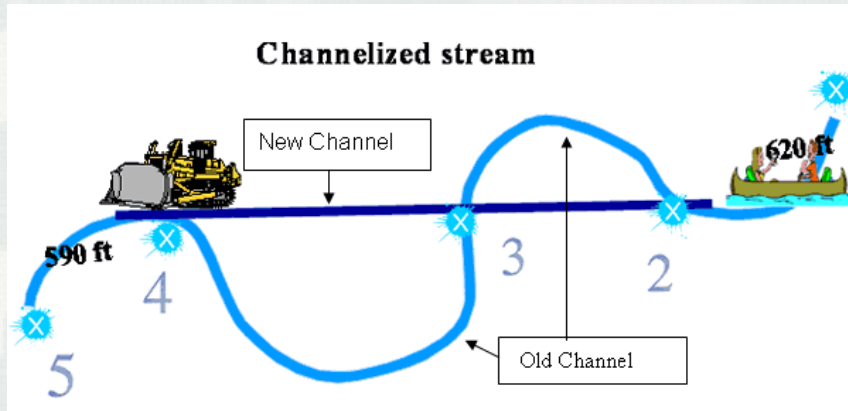 Channelized stream
New Channel
620 ft
590 ft
4
3
2
5
Old Channel
X
X
X
X
X